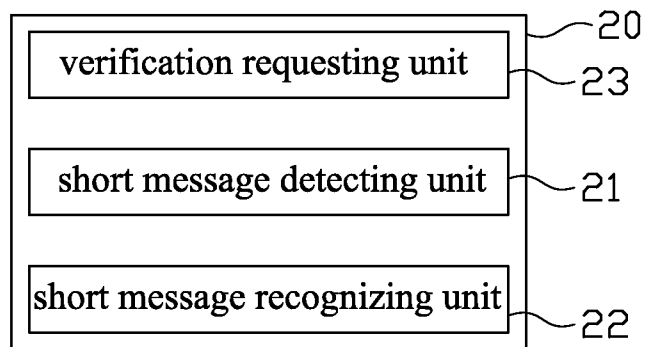 20
verification requesting unit
23
short message detecting unit
21
short message recognizing unit
22